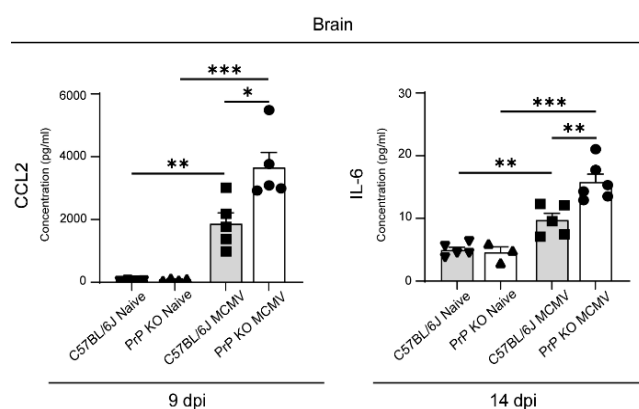 Brain
CCL2
Concentration (pg/ml)
6000
4000
2000
0
***
*
**
C57BL/6J Naive
PrP KO Naive
C57BL/6J MCMV
PrP KO MCMV
9 dpi
IL-6
Concentration (pg/ml)
30
20
10
0
***
**
**
C57BL/6J Naive
PrP KO Naive
C57BL/6J MCMV
PrP KO MCMV
14 dpi